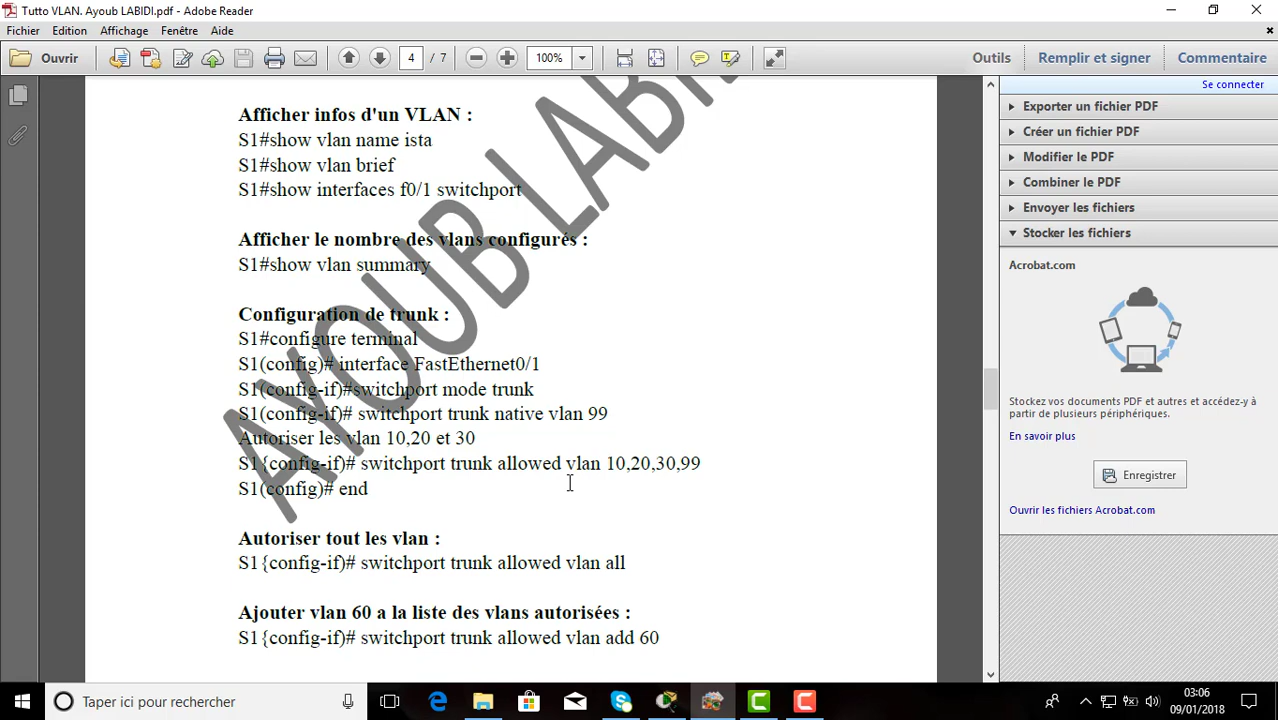 Tutto VLAN. Ayoub LABIDI.pdf - Adobe Reader
Fichier Edition Affichage Fenêtre Aide
Ouvrir 4 / 7 100% Outils Remplir et signer Commentaire
Se connecter
Afficher infos d'un VLAN :
S1#show vlan name ista
S1#show vlan brief
S1#show interfaces f0/1 switchport
Afficher le nombre des vlans configurés :
S1#show vlan summary
Configuration de trunk :
S1#configure terminal
S1(config)# interface FastEthernet0/1
S1(config-if)#switchport mode trunk
S1(config-if)# switchport trunk native vlan 99
Autoriser les vlan 10,20 et 30
S1{config-if)# switchport trunk allowed vlan 10,20,30,99
S1(config)# end
Autoriser tout les vlan :
S1{config-if)# switchport trunk allowed vlan all
Ajouter vlan 60 a la liste des vlans autorisées :
S1{config-if)# switchport trunk allowed vlan add 60
AYOUB LABI
Exporter un fichier PDF
Créer un fichier PDF
Modifier le PDF
Combiner le PDF
Envoyer les fichiers
Stocker les fichiers
Acrobat.com
Stockez vos documents PDF et autres et accédez-y à
partir de plusieurs périphériques.
En savoir plus
Enregistrer
Ouvrir les fichiers Acrobat.com
Taper ici pour rechercher
03:06
09/01/2018